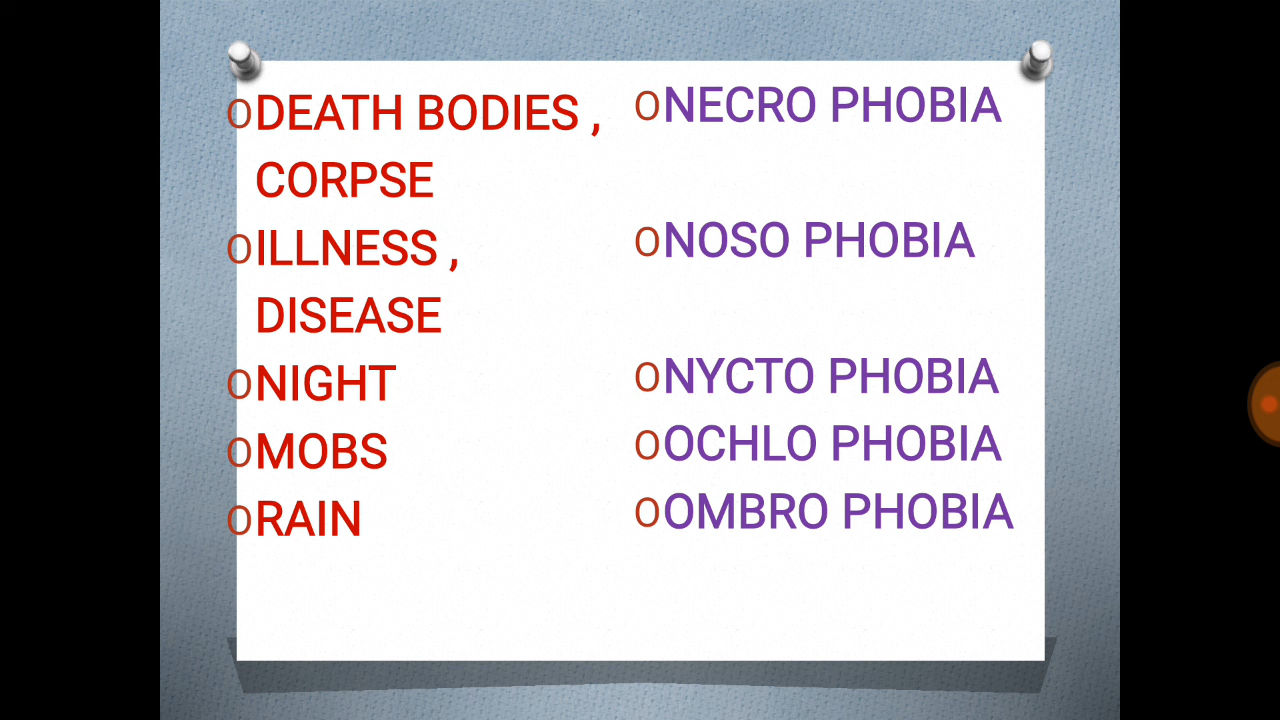 DEATH BODIES ,
CORPSE
ILLNESS ,
DISEASE
NIGHT
MOBS
RAIN
NECRO PHOBIA
NOSO PHOBIA
NYCTO PHOBIA
OCHLO PHOBIA
OMBRO PHOBIA